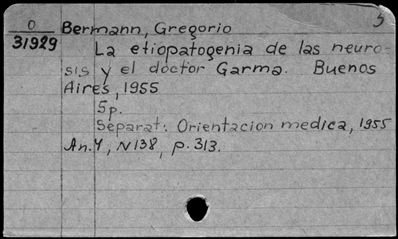 5
0 Bermann, Gregorio
31929 La etiopatogenia de las neuro-
sis y el doctor Garma. Buenos
Aires, 1955
5p.
Separat: Orientacion medica, 1955
An.4, N138, p.313.